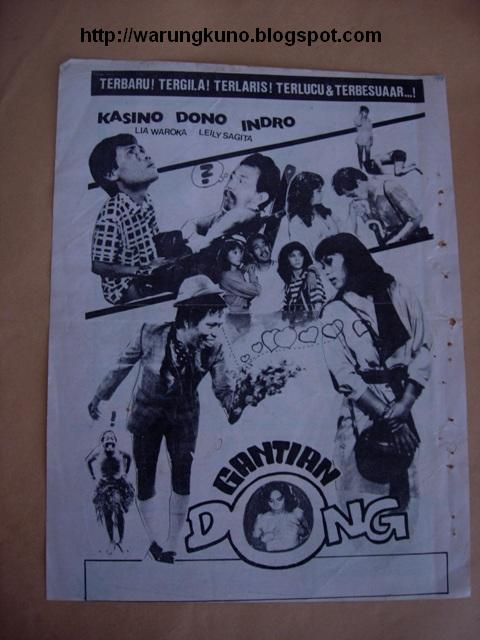 http://warungkuno.blogspot.com
TERBARU! TERGILA! TERLARIS! TERLUCU & TERBESUAAR...!
KASINO DONO INDRO
LIA WAROKA LEILY SAGITA
GANTIAN
DONG